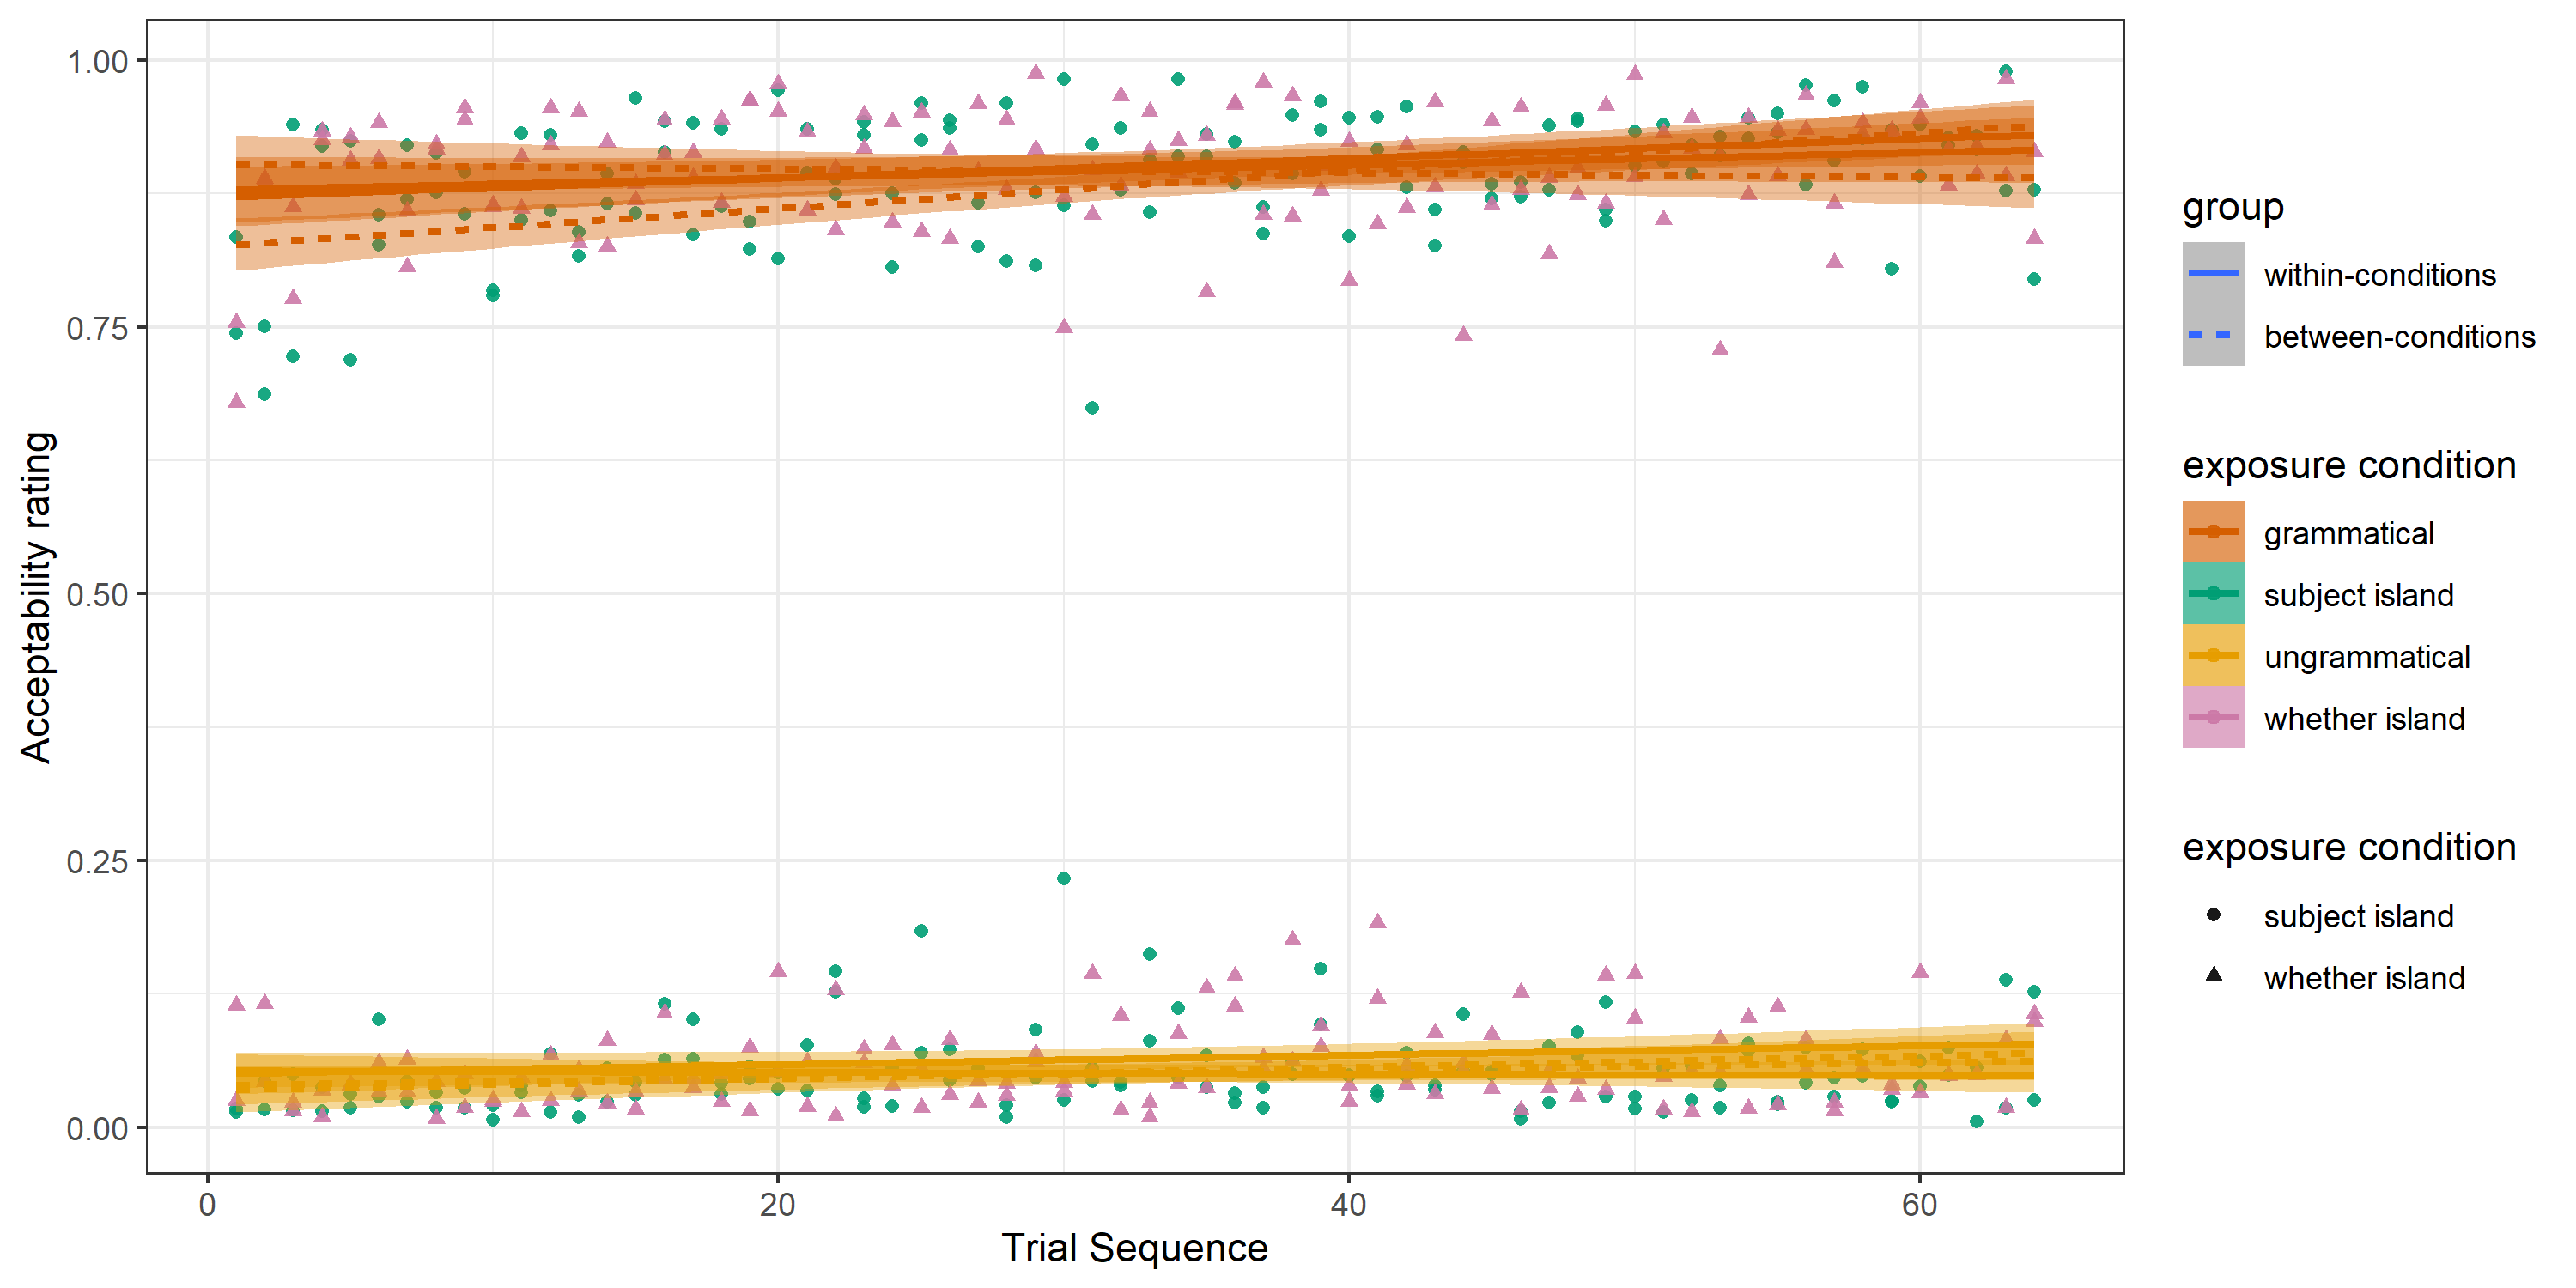 1.00
0.75
0.50
0.25
0.00
Acceptability rating
0
20
40
60
Trial Sequence
group
within-conditions
between-conditions
exposure condition
grammatical
subject island
ungrammatical
whether island
exposure condition
subject island
whether island